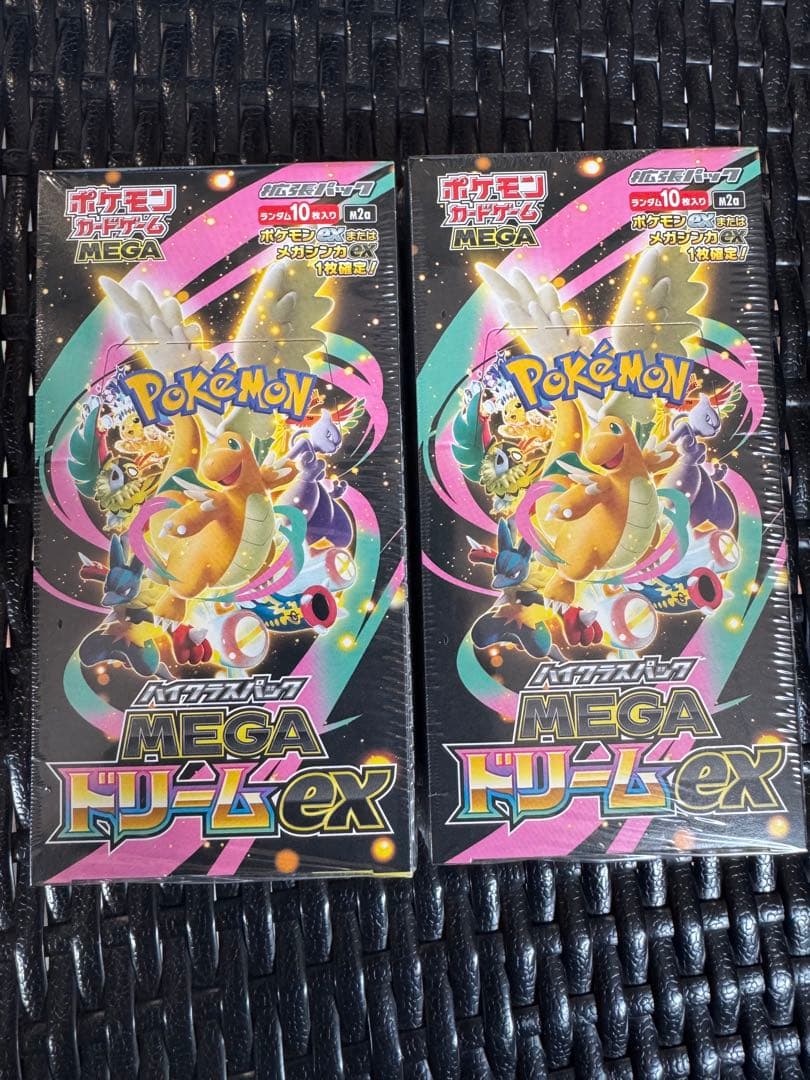 ポケモン
カードゲーム
MEGA
拡張パック
ランダム10枚入り
M2a
ポケモンexまたは
メガシンカex
1枚確定!
POKÉMON
ハイクラスパック
MEGA
ドリームex
ポケモン
カードゲーム
MEGA
拡張パック
ランダム10枚入り
M2a
ポケモンexまたは
メガシンカex
1枚確定!
POKÉMON
ハイクラスパック
MEGA
ドリームex